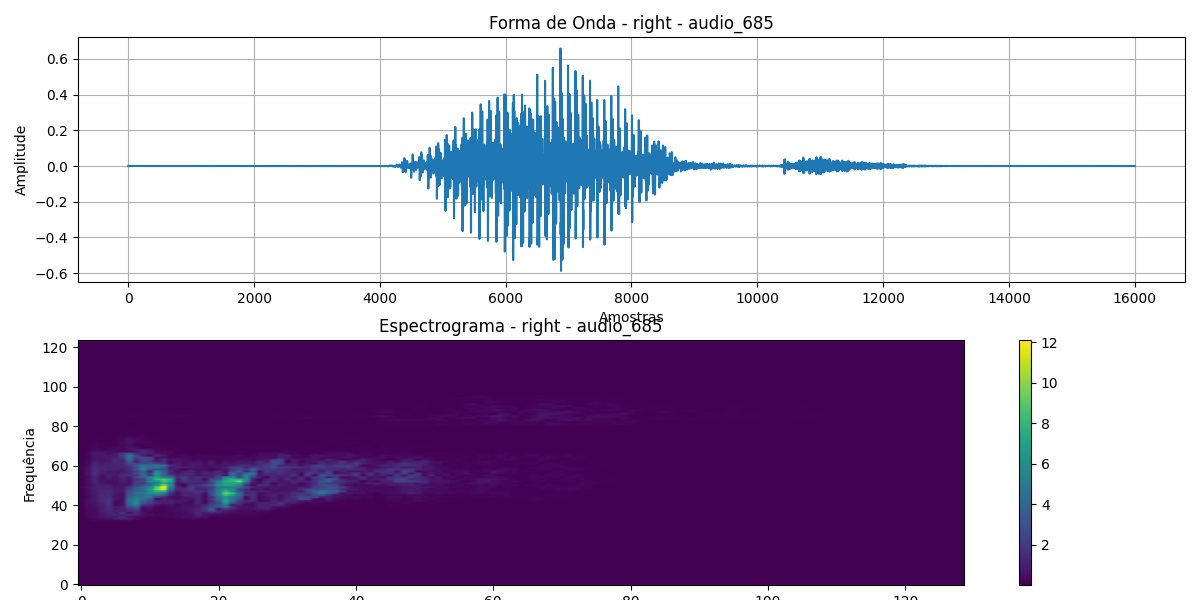 Forma de Onda - right - audio_685
Amplitude
0.6
0.4
0.2
0.0
−0.2
−0.4
−0.6
0 2000 4000 6000 8000 10000 12000 14000 16000
Amostras
Espectrograma - right - audio_685
Frequência
120
100
80
60
40
20
0
0 20 40 60 80 100 120
12
10
8
6
4
2